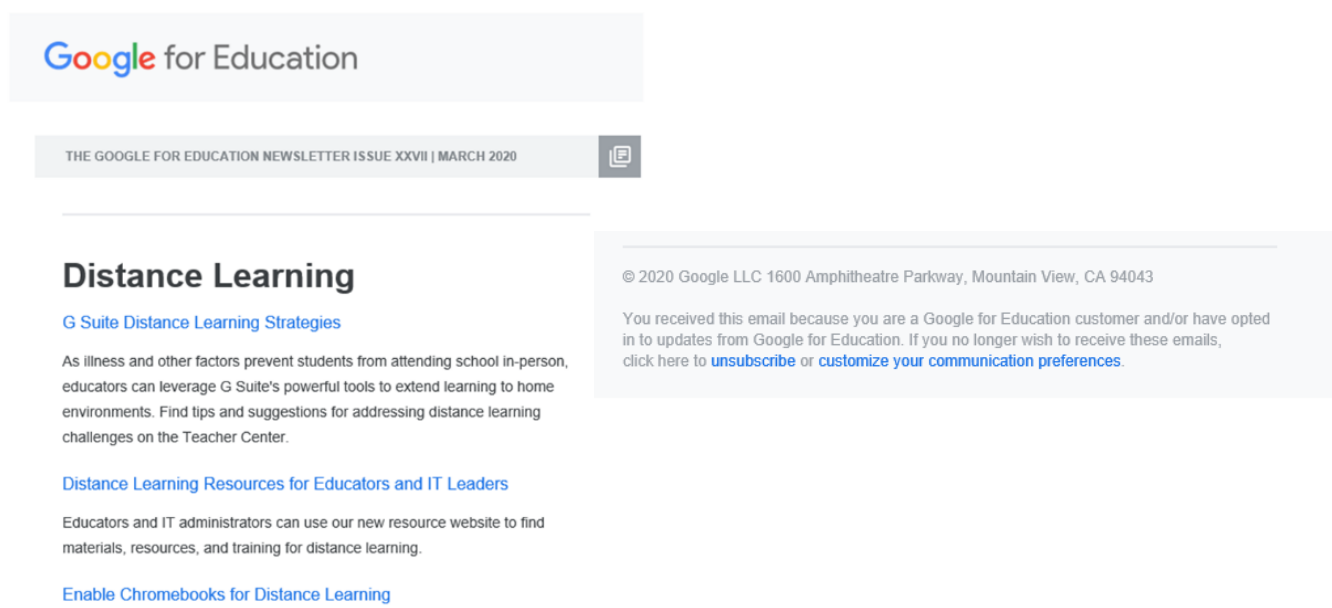 Google for Education
THE GOOGLE FOR EDUCATION NEWSLETTER ISSUE XXVII | MARCH 2020
Distance Learning
G Suite Distance Learning Strategies
As illness and other factors prevent students from attending school in-person,
educators can leverage G Suite's powerful tools to extend learning to home
environments. Find tips and suggestions for addressing distance learning
challenges on the Teacher Center.
Distance Learning Resources for Educators and IT Leaders
Educators and IT administrators can use our new resource website to find
materials, resources, and training for distance learning.
Enable Chromebooks for Distance Learning
© 2020 Google LLC 1600 Amphitheatre Parkway, Mountain View, CA 94043
You received this email because you are a Google for Education customer and/or have opted
in to updates from Google for Education. If you no longer wish to receive these emails,
click here to unsubscribe or customize your communication preferences.